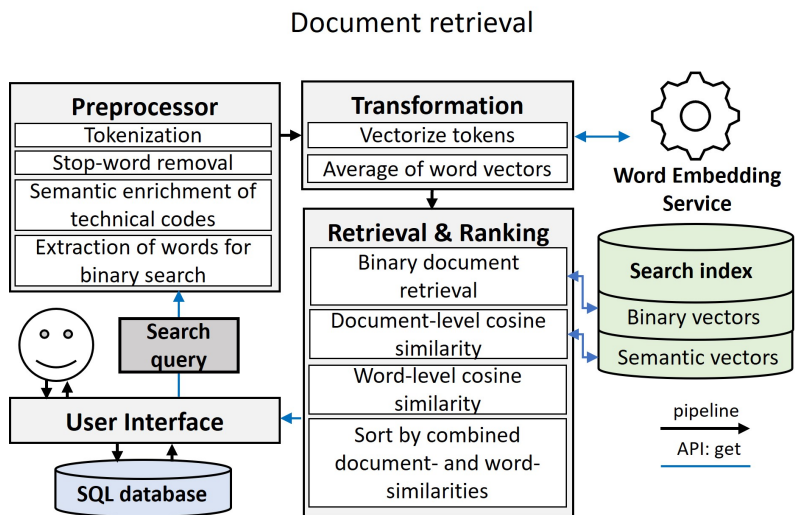 Document retrieval
Preprocessor
Tokenization
Stop-word removal
Semantic enrichment of
technical codes
Extraction of words for
binary search
Transformation
Vectorize tokens
Average of word vectors
Word Embedding
Service
Retrieval & Ranking
Binary document
retrieval
Document-level cosine
similarity
Word-level cosine
similarity
Sort by combined
document- and word-
similarities
Search index
Binary vectors
Semantic vectors
Search
query
User Interface
SQL database
pipeline
API: get